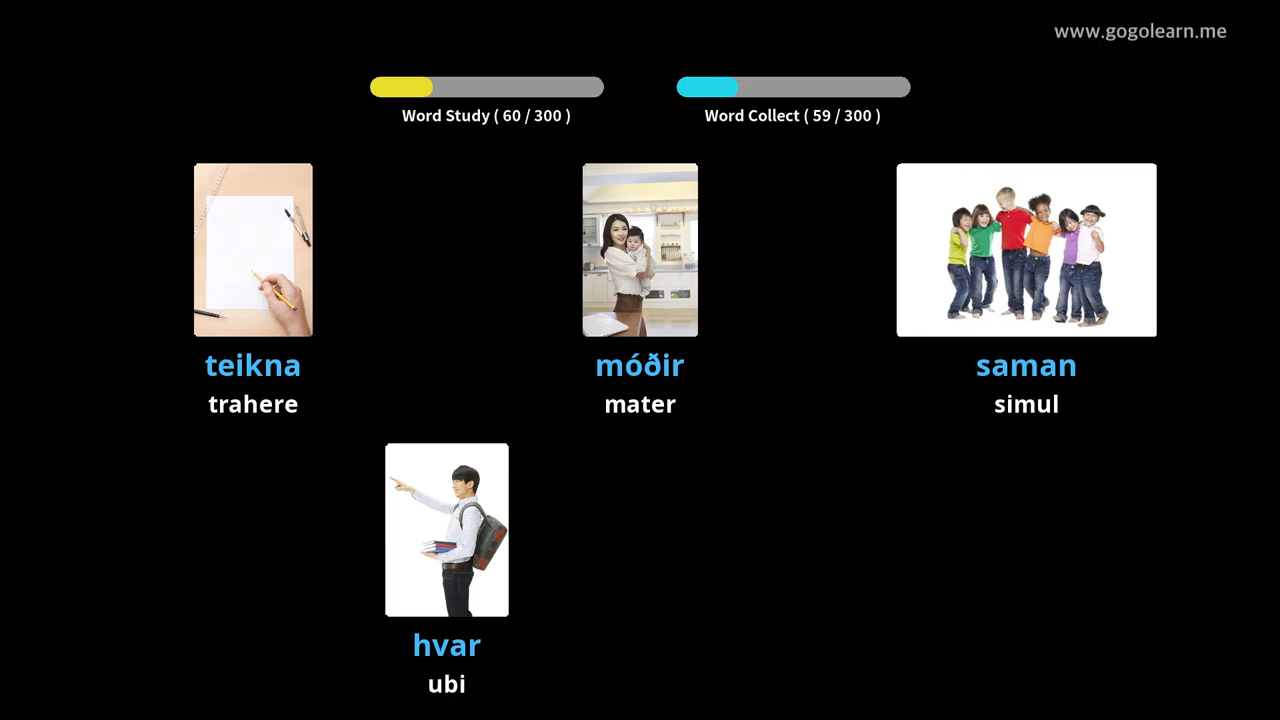 www.gogolearn.me
Word Study ( 60 / 300 )
Word Collect ( 59 / 300 )
teikna
móðir
saman
trahere
mater
simul
hvar
ubi